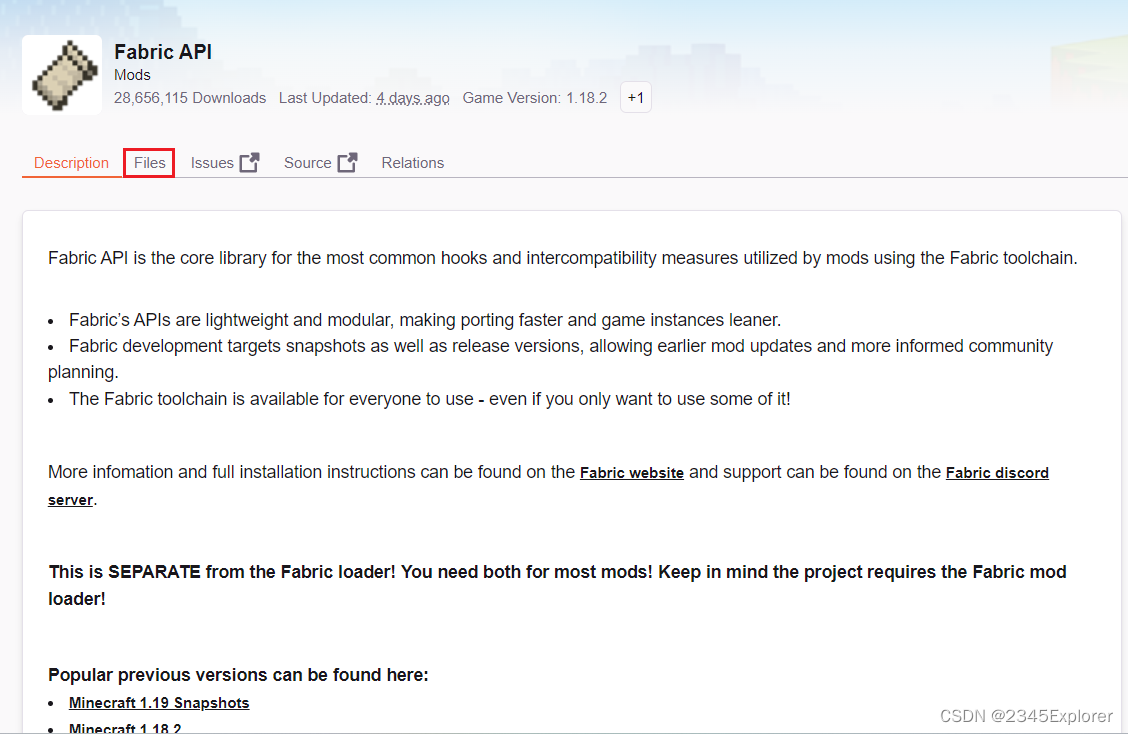 Fabric API
Mods
28,656,115 Downloads Last Updated: 4 days ago Game Version: 1.18.2 +1
Description Files Issues Source Relations
Fabric API is the core library for the most common hooks and intercompatibility measures utilized by mods using the Fabric toolchain.
• Fabric’s APIs are lightweight and modular, making porting faster and game instances leaner.
• Fabric development targets snapshots as well as release versions, allowing earlier mod updates and more informed community
planning.
• The Fabric toolchain is available for everyone to use - even if you only want to use some of it!
More infomation and full installation instructions can be found on the Fabric website and support can be found on the Fabric discord
server.
This is SEPARATE from the Fabric loader! You need both for most mods! Keep in mind the project requires the Fabric mod
loader!
Popular previous versions can be found here:
• Minecraft 1.19 Snapshots
• Minecraft 1.18.2
CSDN @2345Explorer